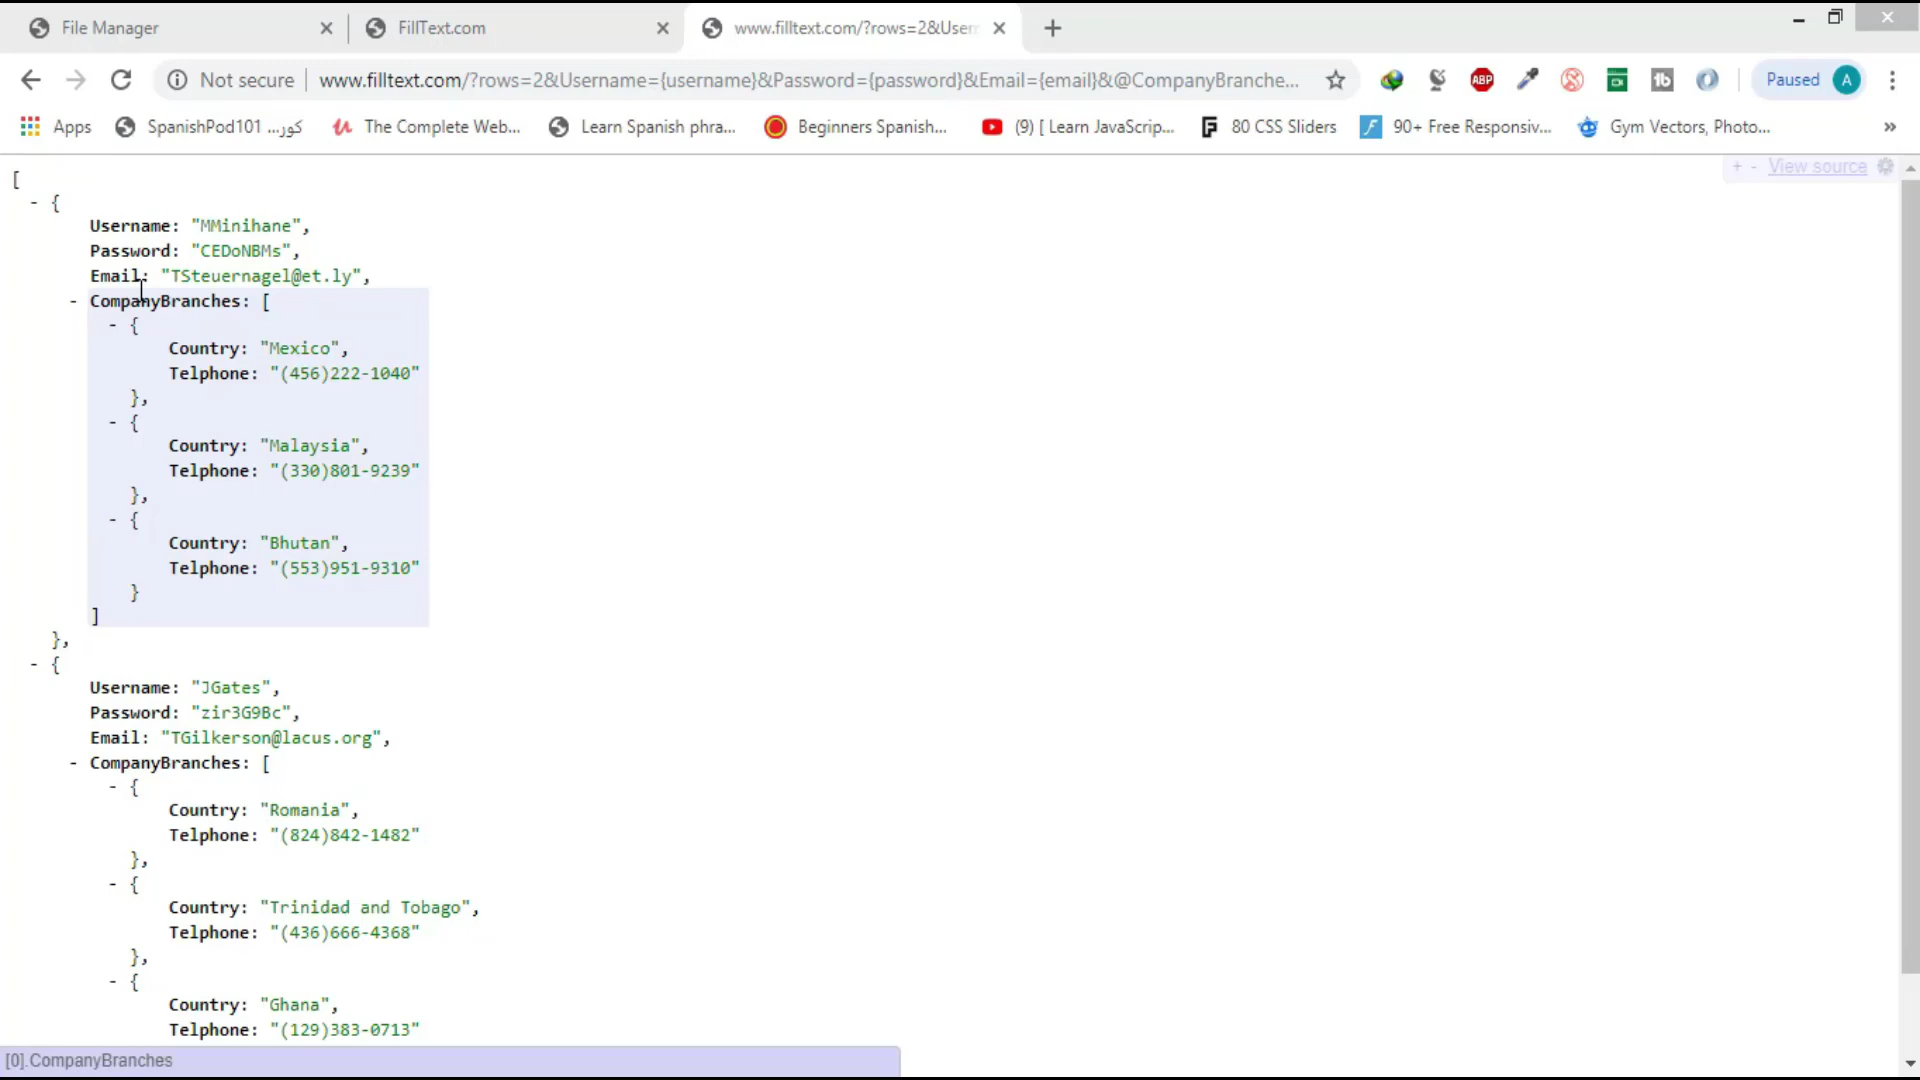 File Manager
FillText.com
www.filltext.com/?rows=2&User
Not secure
www.filltext.com/?rows=2&Username={username}&Password={password}&Email={email}&@CompanyBranche...
ABP
Paused
A
Apps
SpanishPod101 ...كور
The Complete Web...
Learn Spanish phra...
Beginners Spanish...
(9) [ Learn JavaScrip...
80 CSS Sliders
90+ Free Responsiv...
Gym Vectors, Photo...
»
+ - View source
[
- {
Username: "MMinihane",
Password: "CEDoNBMs",
Email: "TSteuernagel@et.ly",
- CompanyBranches: [
- {
Country: "Mexico",
Telphone: "(456)222-1040"
},
- {
Country: "Malaysia",
Telphone: "(330)801-9239"
},
- {
Country: "Bhutan",
Telphone: "(553)951-9310"
}
]
},
- {
Username: "JGates",
Password: "zir3G9Bc",
Email: "TGilkerson@lacus.org",
- CompanyBranches: [
- {
Country: "Romania",
Telphone: "(824)842-1482"
},
- {
Country: "Trinidad and Tobago",
Telphone: "(436)666-4368"
},
- {
Country: "Ghana",
Telphone: "(129)383-0713"
[0].CompanyBranches